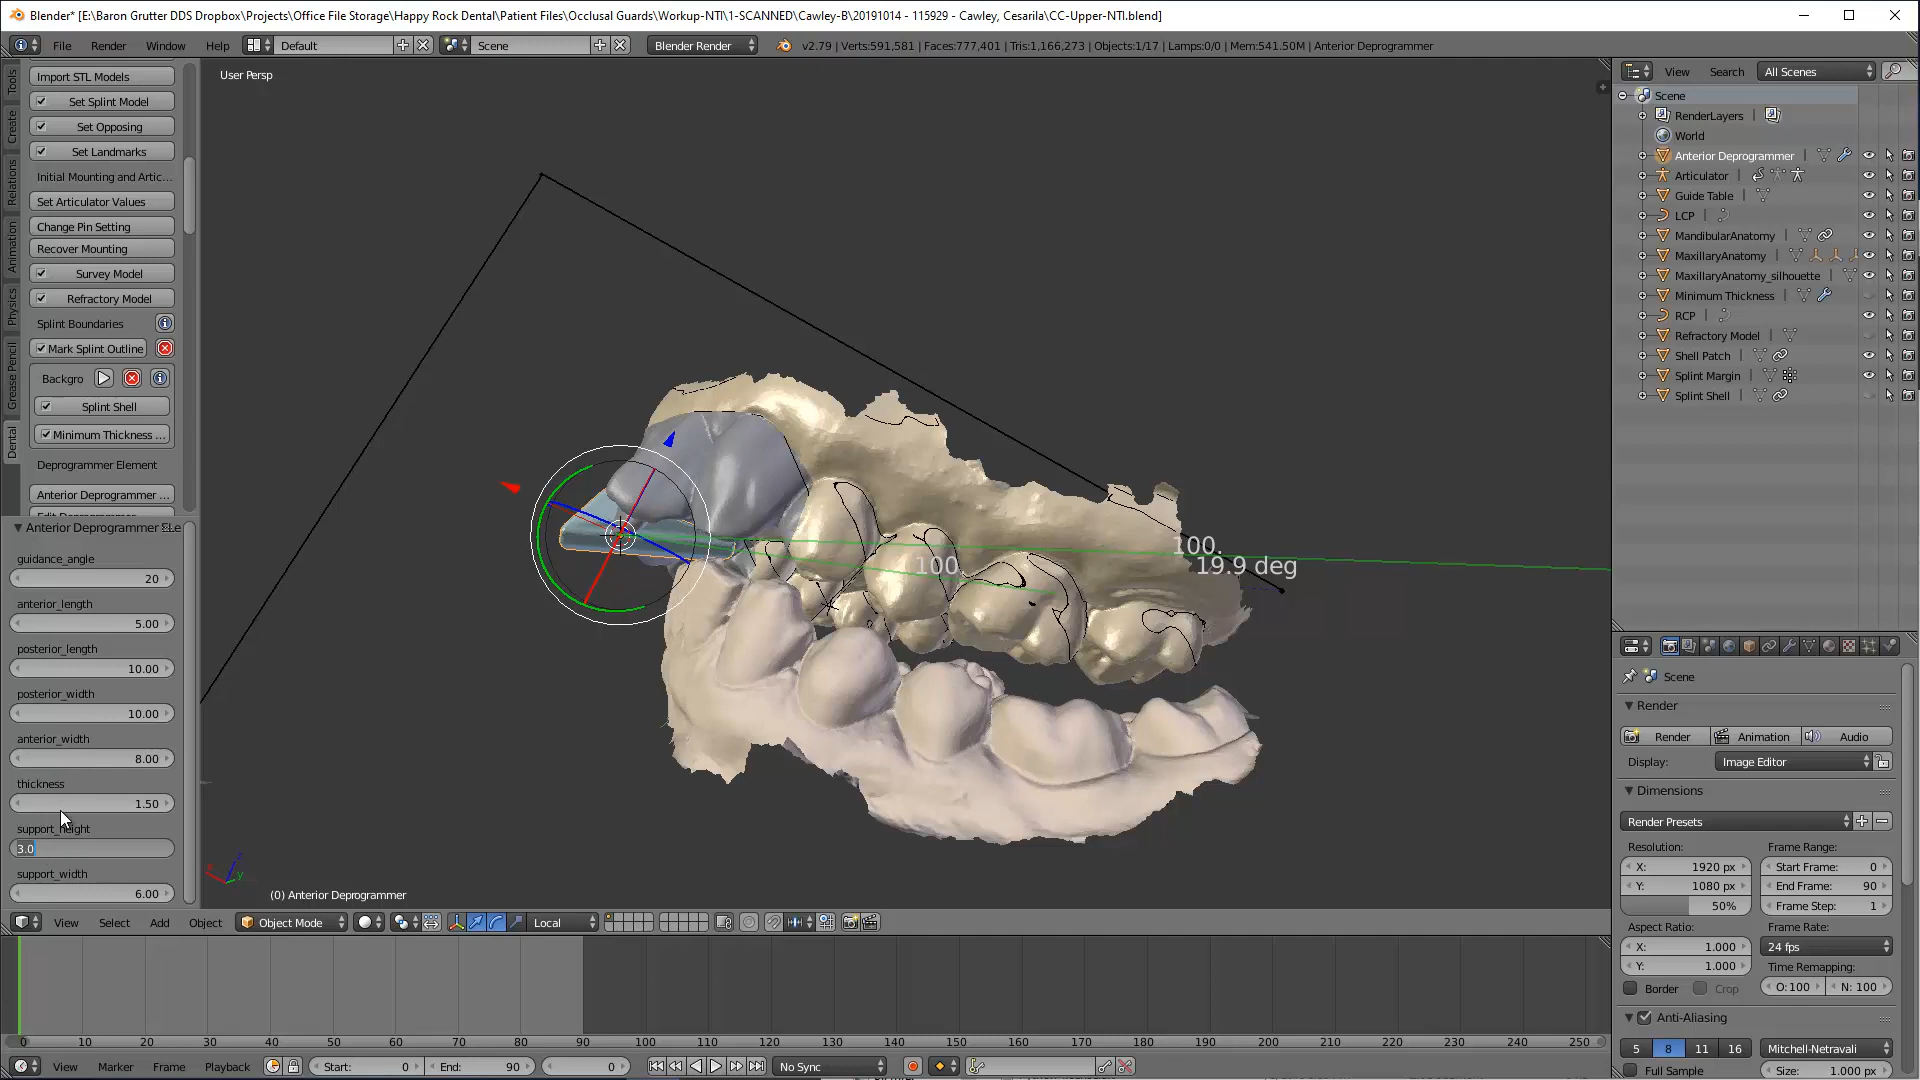 Blender* [E:\Baron Grutter DDS Dropbox\Projects\Office File Storage\Happy Rock Dental\Patient Files\Occlusal Guards\Workup-NTI\1-SCANNED\Cawley-B\20191014 - 115929 - Cawley, Cesarila\CC-Upper-NTI.blend]
File Render Window Help Default Scene Blender Render v2.79 | Verts:591,581 | Faces:777,401 | Tris:1,166,273 | Objects:1/17 | Lamps:0/0 | Mem:541.50M | Anterior Deprogrammer
Tools
Create
Relations
Animation
Physics
Grease Pencil
Dental
Import STL Models
Set Splint Model
Set Opposing
Set Landmarks
Initial Mounting and Artic...
Set Articulator Values
Change Pin Setting
Recover Mounting
Survey Model
Refractory Model
Splint Boundaries
Mark Splint Outline
Backgro
Splint Shell
Minimum Thickness ...
Deprogrammer Element
Anterior Deprogrammer ...
Anterior Deprogrammer
guidance_angle
20
anterior_length
5.00
posterior_length
10.00
posterior_width
10.00
anterior_width
8.00
thickness
1.50
support_height
3.0
support_width
6.00
User Persp
100.
100.
19.9 deg
(0) Anterior Deprogrammer
View Select Add Object Object Mode Local
0 10 20 30 40 50 60 70 80 90 100 110 120 130 140 150 160 170 180 190 200 210 220 230 240 250
View Marker Frame Playback Start: 0 End: 90 0 No Sync
View Search All Scenes
Scene
RenderLayers
World
Anterior Deprogrammer
Articulator
Guide Table
LCP
MandibularAnatomy
MaxillaryAnatomy
MaxillaryAnatomy_silhouette
Minimum Thickness
RCP
Refractory Model
Shell Patch
Splint Margin
Splint Shell
Scene
Render
Render Animation Audio
Display: Image Editor
Dimensions
Render Presets
Resolution: Frame Range:
X: 1920 px Start Frame: 0
Y: 1080 px End Frame: 90
50% Frame Step: 1
Aspect Ratio: Frame Rate:
X: 1.000 24 fps
Y: 1.000 Time Remapping:
Border Crop O:100 N: 100
Anti-Aliasing
5 8 11 16 Mitchell-Netravali
Full Sample Size: 1.000 px